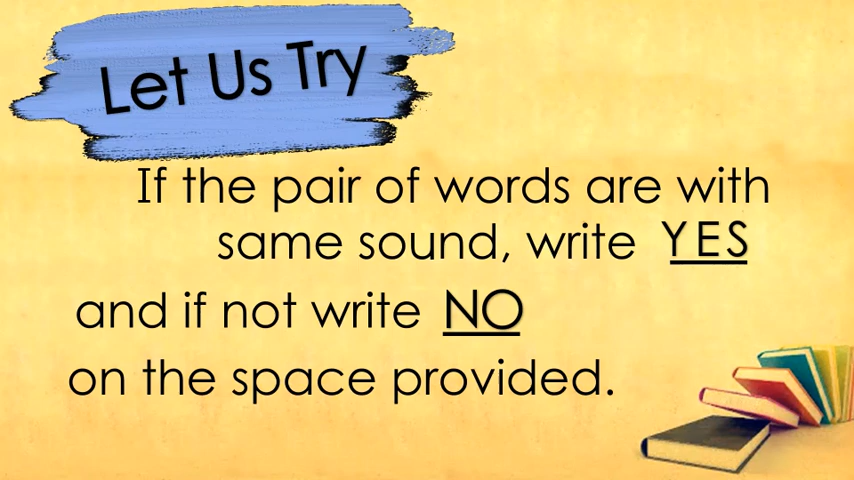 Let Us Try
If the pair of words are with
same sound, write YES
and if not write NO
on the space provided.